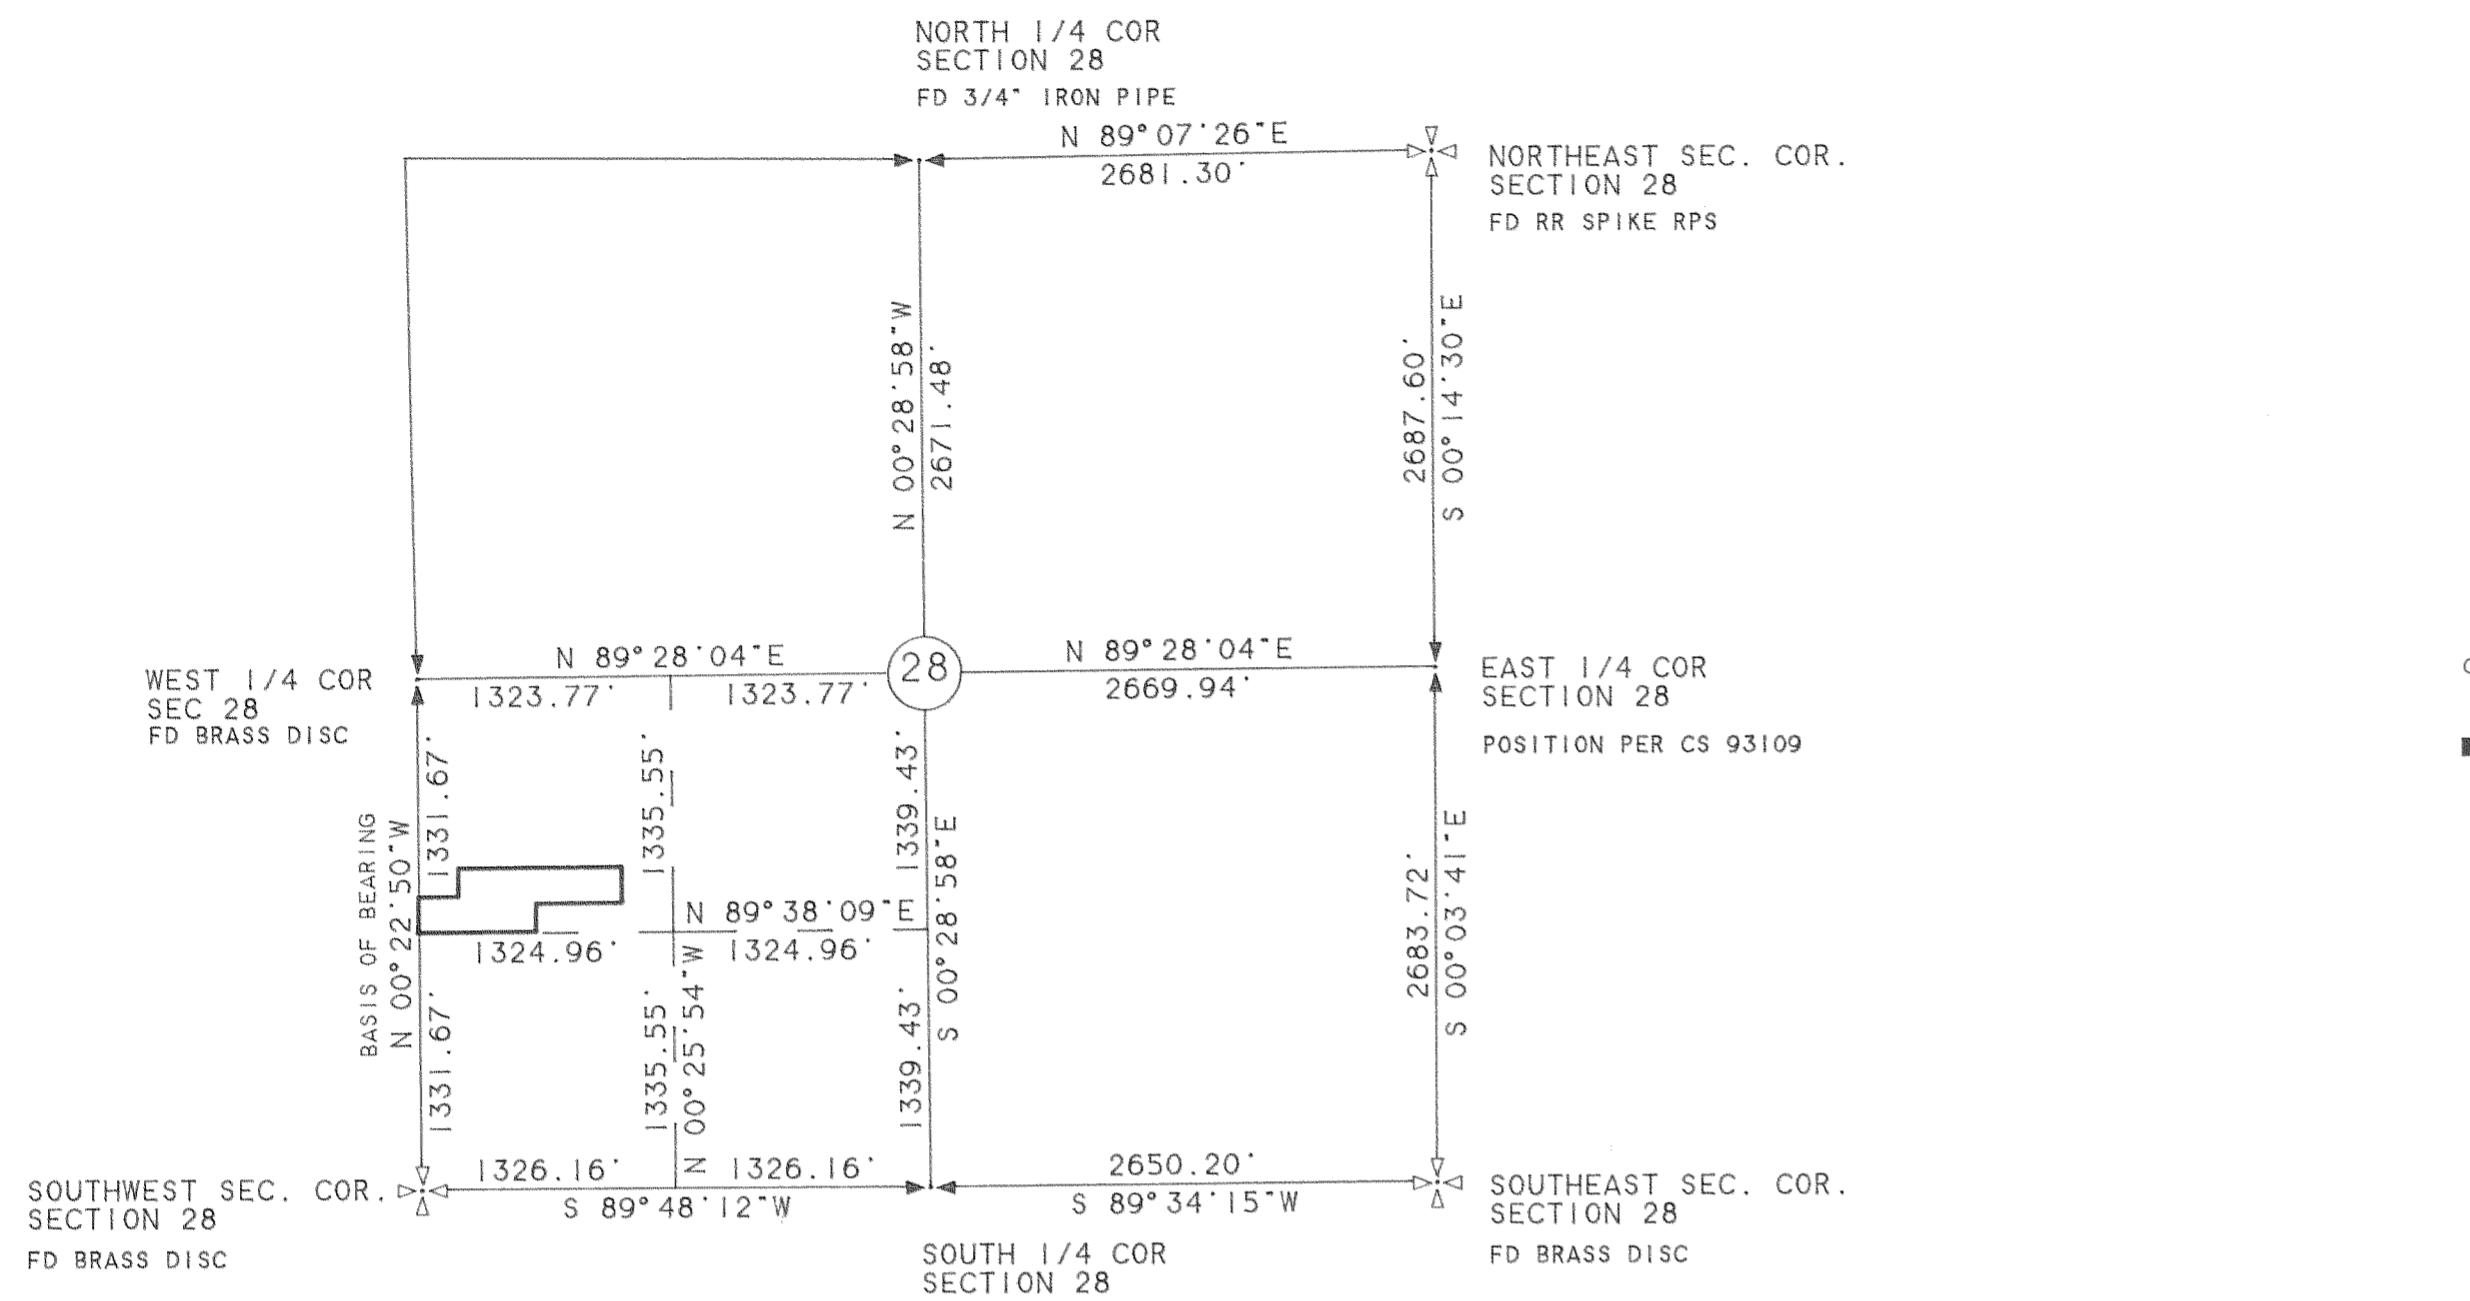 NORTH 1/4 COR
SECTION 28
FD 3/4" IRON PIPE
N 89°07'26"E
2681.30'
NORTHEAST SEC. COR.
SECTION 28
FD RR SPIKE RPS
N 00°28'58"W
2671.48'
2687.60'
S 00°14'30"E
WEST 1/4 COR
SEC 28
FD BRASS DISC
N 89°28'04"E
1323.77'
1323.77'
28
N 89°28'04"E
2669.94'
EAST 1/4 COR
SECTION 28
POSITION PER CS 93109
BASIS OF BEARING
N 00°22'50"W
1331.67'
1331.67'
1335.55'
1335.55'
N 00°25'54"W
N 89°38'09"E
1324.96'
1324.96'
1339.43'
1339.43'
S 00°28'58"E
2683.72'
S 00°03'41"E
SOUTHWEST SEC. COR.
SECTION 28
FD BRASS DISC
1326.16'
1326.16'
S 89°48'12"W
2650.20'
S 89°34'15"W
SOUTH 1/4 COR
SECTION 28
SOUTHEAST SEC. COR.
SECTION 28
FD BRASS DISC